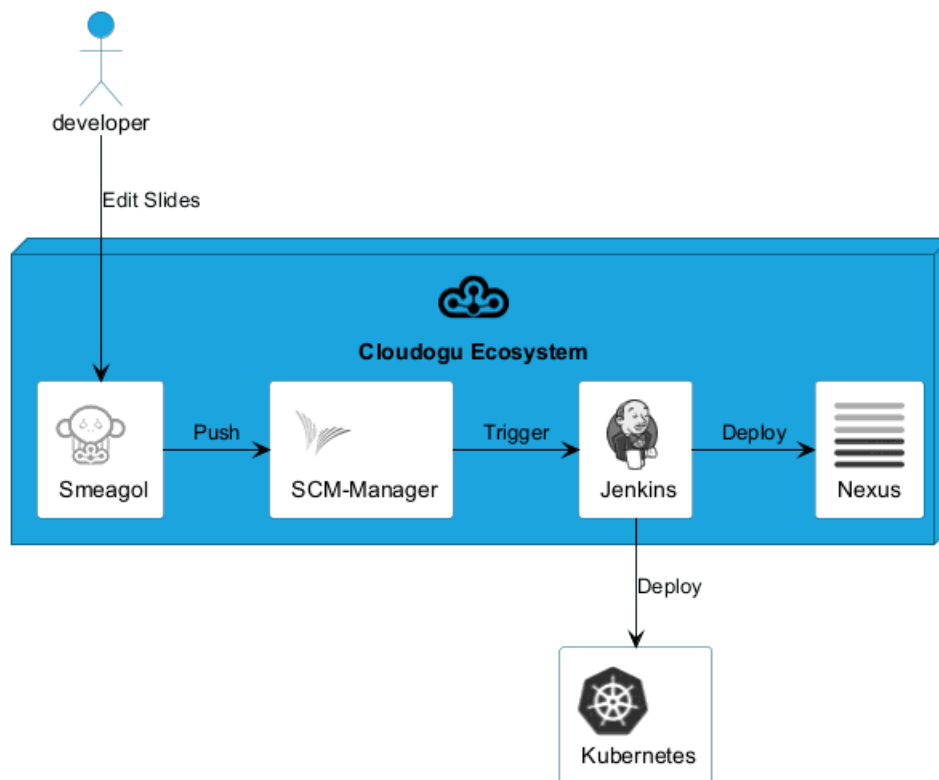 developer
Edit Slides
Cloudogu Ecosystem
Push
Trigger
Deploy
Smeagol
SCM-Manager
Jenkins
Nexus
Deploy
Kubernetes